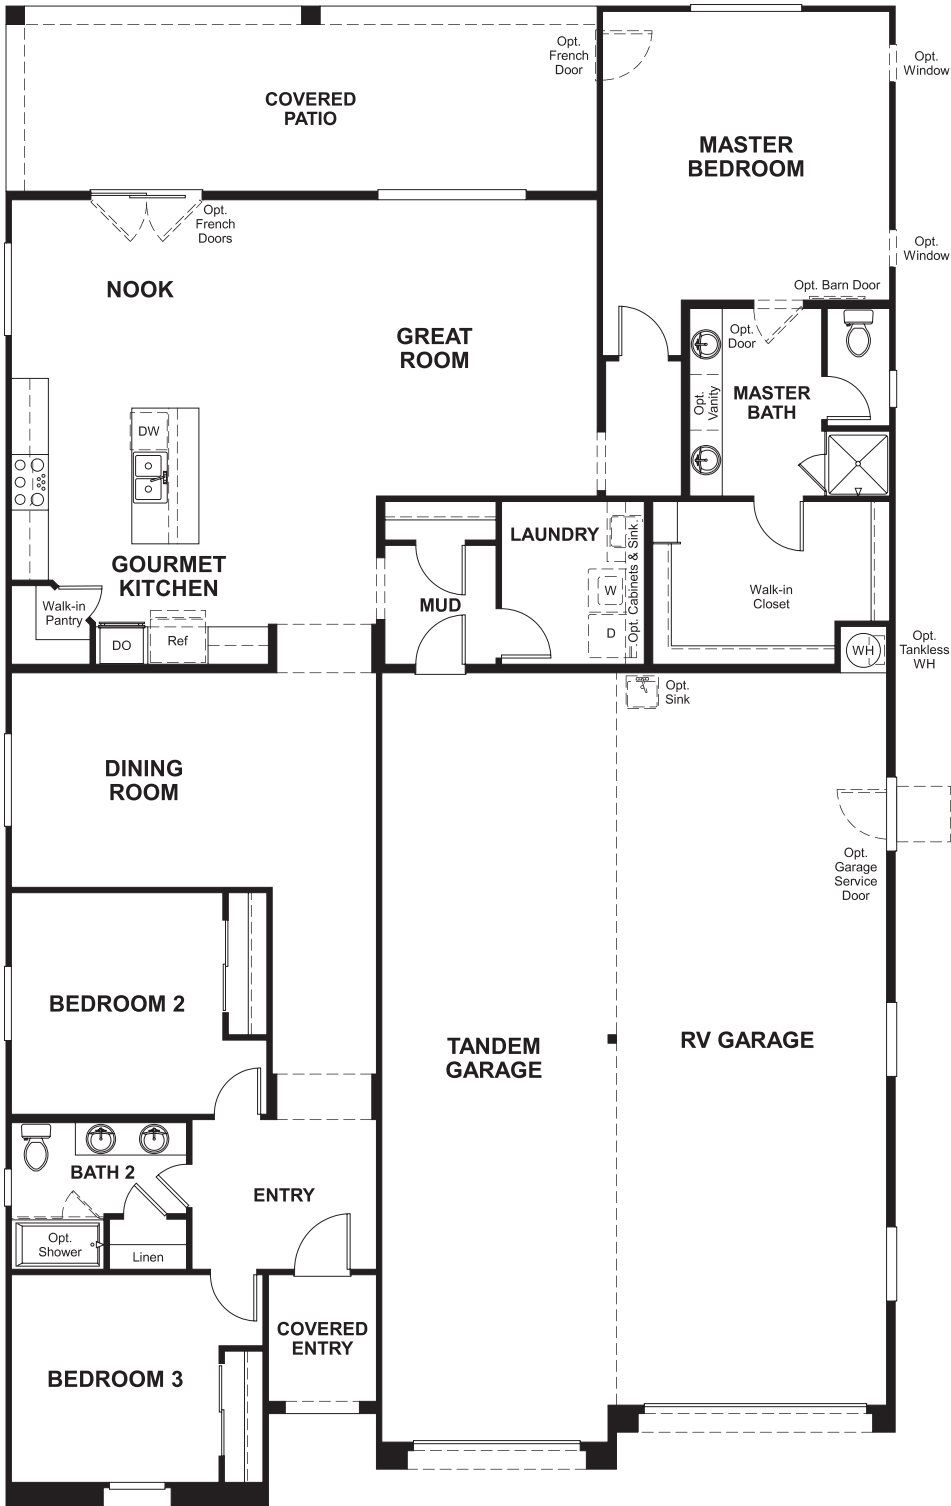 Opt.
French
Door
Opt.
Window
COVERED
PATIO
MASTER
BEDROOM
Opt.
French
Doors
Opt.
Window
NOOK
Opt. Barn Door
GREAT
ROOM
Opt.
Door
Opt.
Vanity
MASTER
BATH
DW
GOURMET
KITCHEN
LAUNDRY
Opt. Cabinets & Sink
MUD
W
D
Walk-in
Closet
Walk-in
Pantry
DO
Ref
WH
Opt.
Tankless
WH
Opt.
Sink
DINING
ROOM
Opt.
Garage
Service
Door
BEDROOM 2
TANDEM
GARAGE
RV GARAGE
BATH 2
ENTRY
Opt.
Shower
Linen
COVERED
ENTRY
BEDROOM 3